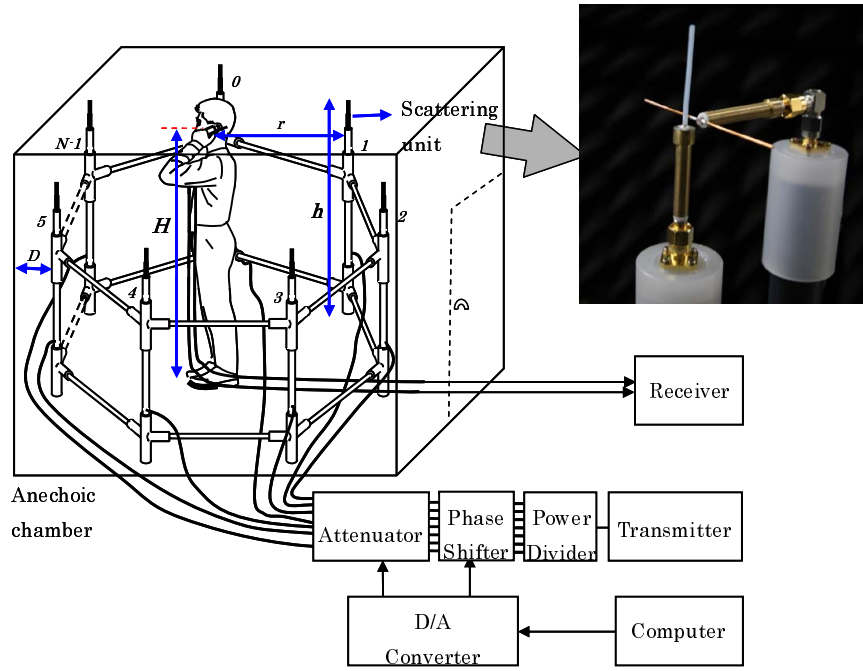 0
N-1
r
1
Scattering
unit
H
h
5
2
D
4
3
Receiver
Anechoic
chamber
Attenuator
Phase
Shifter
Power
Divider
Transmitter
D/A
Converter
Computer